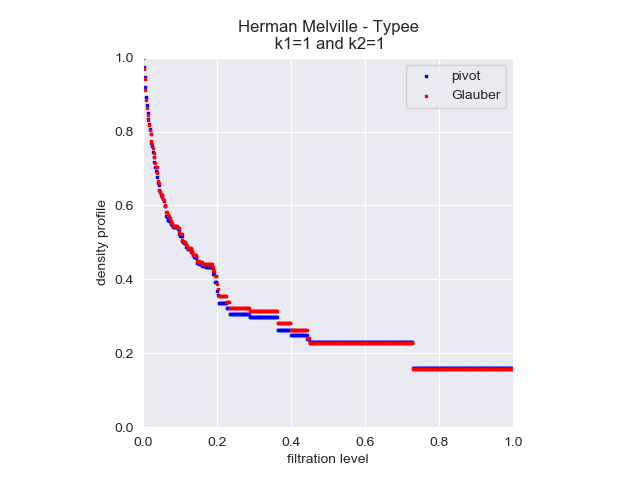 Herman Melville - Typee
k1=1 and k2=1
pivot
Glauber
density profile
1.0
0.8
0.6
0.4
0.2
0.0
0.0 0.2 0.4 0.6 0.8 1.0
filtration level